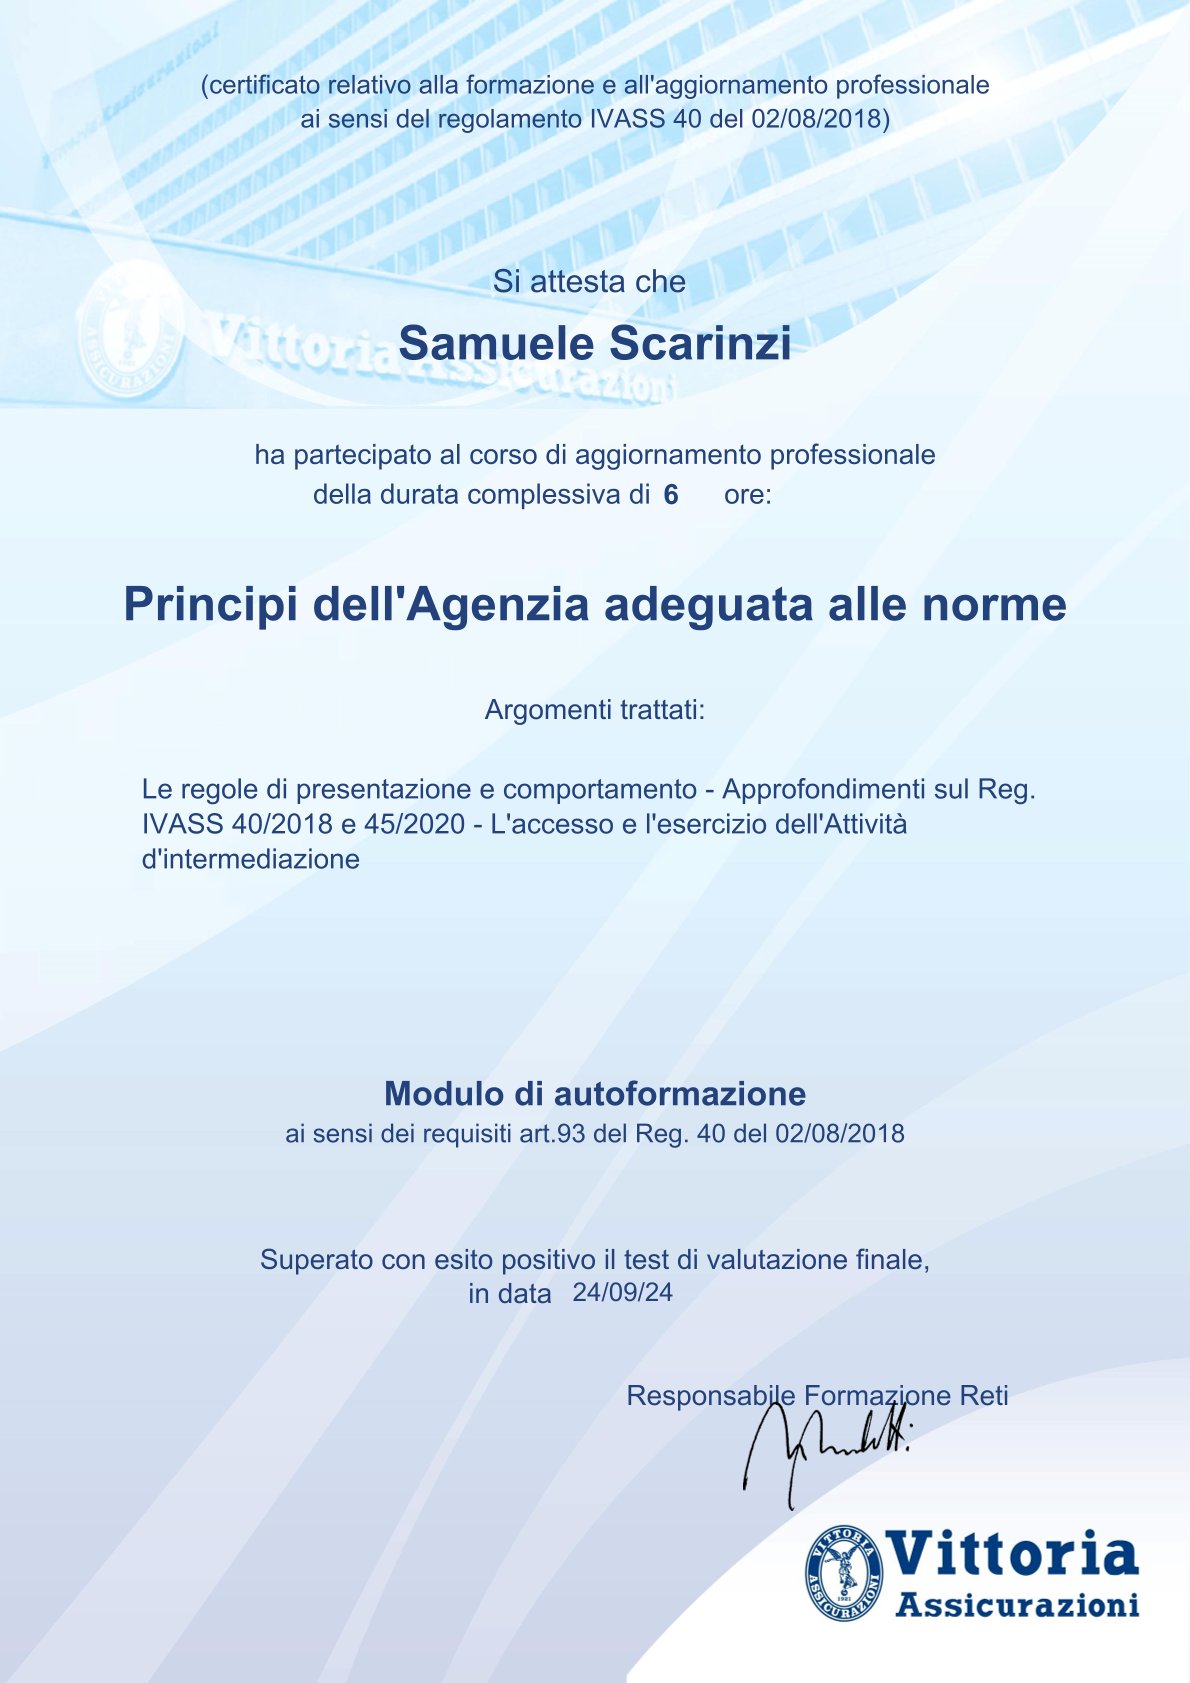 (certificato relativo alla formazione e all'aggiornamento professionale
ai sensi del regolamento IVASS 40 del 02/08/2018)
Si attesta che
Samuele Scarinzi
Vittoria Assicurazioni
ha partecipato al corso di aggiornamento professionale
della durata complessiva di 6 ore:
Principi dell'Agenzia adeguata alle norme
Argomenti trattati:
Le regole di presentazione e comportamento - Approfondimenti sul Reg.
IVASS 40/2018 e 45/2020 - L'accesso e l'esercizio dell'Attività
d'intermediazione
Modulo di autoformazione
ai sensi dei requisiti art.93 del Reg. 40 del 02/08/2018
Superato con esito positivo il test di valutazione finale,
in data 24/09/24
Responsabile Formazione Reti
VITTORIA
ASSICURAZIONI
1921
Vittoria
Assicurazioni